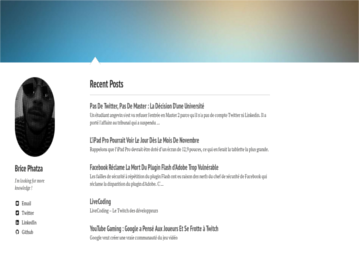 Recent Posts
Pas De Twitter, Pas De Master : La Décision D'une Université
Un étudiant angevin s'est vu refuser l'entrée en Master 2 parce qu'il n'a pas de compte Twitter ni Linkedin. Il a
porté l'affaire au tribunal qui a suspendu ...
L'iPad Pro Pourrait Voir Le Jour Dès Le Mois De Novembre
Rappelons que l'iPad Pro devrait être doté d'un écran de 12,9 pouces, ce qui en ferait la tablette la plus grande.
Facebook Réclame La Mort Du Plugin Flash d'Adobe Trop Vulnérable
Les failles de sécurité à répétition du plugin Flash ont eu raison des nerfs du chef de sécurité de Facebook qui
réclame la disparition du plugin d'Adobe. C...
LiveCoding
LiveCoding – Le Twitch des développeurs
YouTube Gaming : Google a Pensé Aux Joueurs Et Se Frotte à Twitch
Google veut créer une vraie communauté du jeu vidéo
Brice Phatza
I'm looking for more
knowledge !
Email
Twitter
LinkedIn
Github